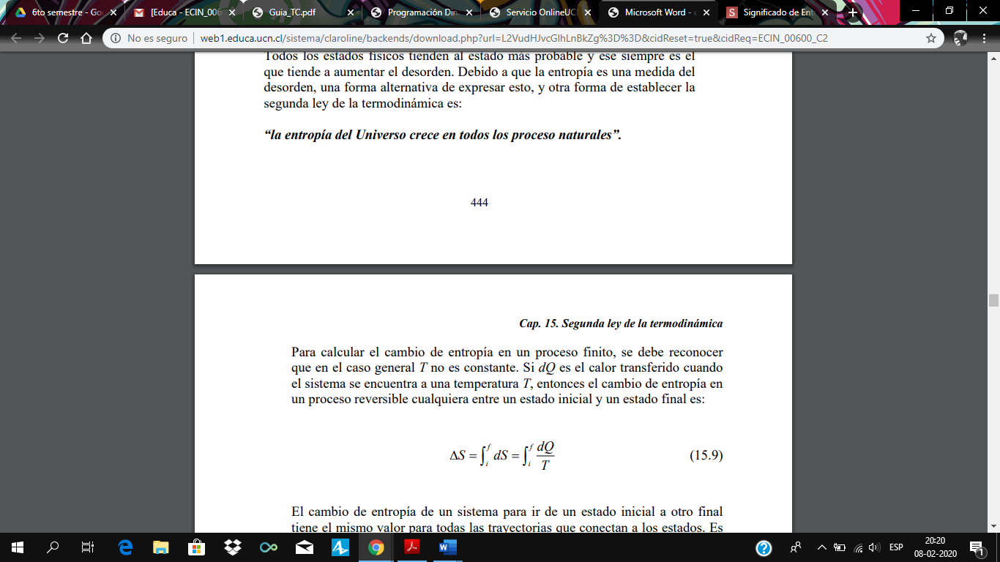 6to semestre - Go
[Educa - ECIN_006
Guia_TC.pdf
Programación Din
Servicio OnlineUC
Microsoft Word - c
Significado de Ent
No es seguro | web1.educa.ucn.cl/sistema/claroline/backends/download.php?url=L2VudHJvcGlhLnBkZg%3D%3D&cidReset=true&cidReq=ECIN_00600_C2
Todos los estados físicos tienden al estado más probable y ese siempre es el
que tiende a aumentar el desorden. Debido a que la entropía es una medida del
desorden, una forma alternativa de expresar esto, y otra forma de establecer la
segunda ley de la termodinámica es:
“la entropía del Universo crece en todos los proceso naturales”.
444
Cap. 15. Segunda ley de la termodinámica
Para calcular el cambio de entropía en un proceso finito, se debe reconocer
que en el caso general T no es constante. Si dQ es el calor transferido cuando
el sistema se encuentra a una temperatura T, entonces el cambio de entropía en
un proceso reversible cualquiera entre un estado inicial y un estado final es:
ΔS = ∫_i^f dS = ∫_i^f dQ/T (15.9)
El cambio de entropía de un sistema para ir de un estado inicial a otro final
tiene el mismo valor para todas las trayectorias que conectan a los estados. Es
ESP
20:20
08-02-2020
1